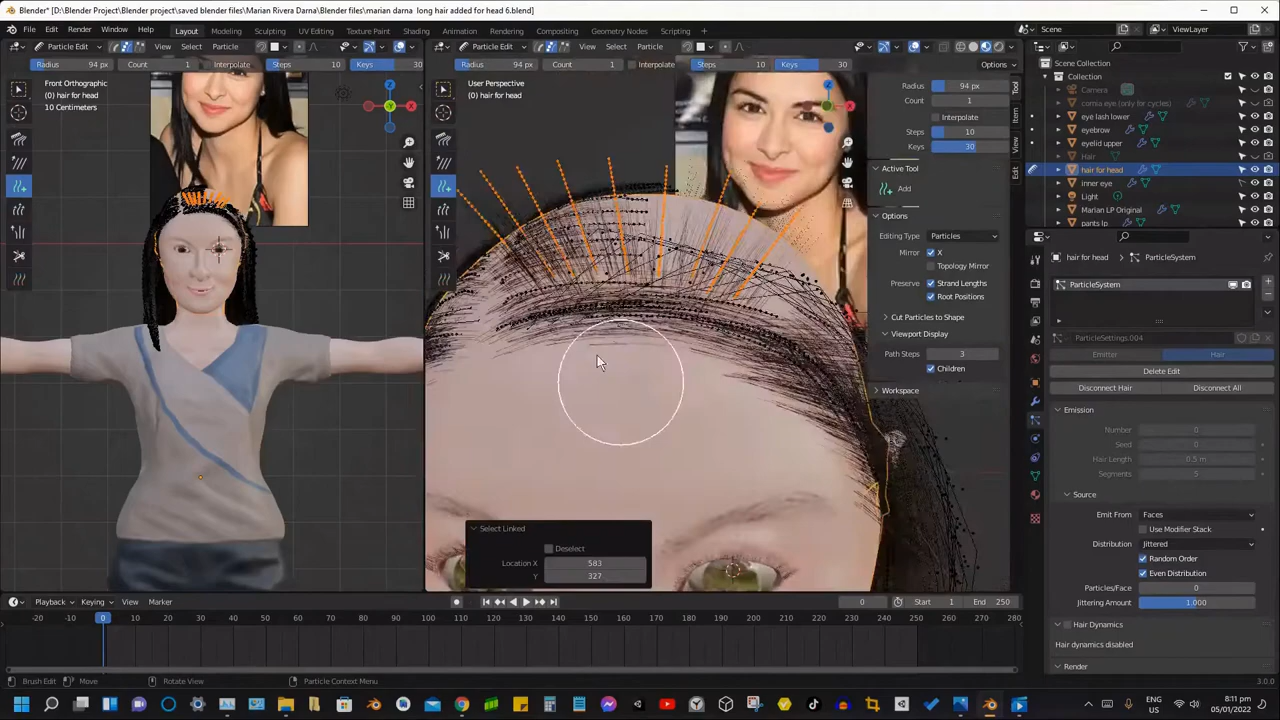 Blender* [D:\Blender Project\Blender project\saved blender files\Marian Rivera Darna\Blender files\marian darna  long hair added for head 6.blend]
File Edit Render Window Help Layout Modeling Sculpting UV Editing Texture Paint Shading Animation Rendering Compositing Geometry Nodes Scripting + Scene ViewLayer
Particle Edit View Select Particle
Radius 94 px Count 1 Interpolate Steps 10 Keys 30
Front Orthographic
(0) hair for head
10 Centimeters
Particle Edit View Select Particle
Radius 94 px Count 1 Interpolate Steps 10 Keys 30 Options
User Perspective
(0) hair for head
Radius 94 px
Count 1
Interpolate
Steps 10
Keys 30
Active Tool
Add
Options
Editing Type Particles
Mirror X
Topology Mirror
Preserve Strand Lengths
Root Positions
Cut Particles to Shape
Viewport Display
Path Steps 3
Children
Workspace
Tool
Item
View
Edit
Select Linked
Deselect
Location X 583
Y 327
Scene Collection
Collection
Camera
cornia eye (only for cycles)
eye lash lower
eyebrow
eyelid upper
Hair
hair for head
inner eye
Light
Marian LP Original
pants lp
hair for head ParticleSystem
ParticleSystem
ParticleSettings.004
Emitter Hair
Delete Edit
Disconnect Hair Disconnect All
Emission
Number 0
Seed 0
Hair Length 0.5 m
Segments 5
Source
Emit From Faces
Use Modifier Stack
Distribution Jittered
Random Order
Even Distribution
Particles/Face 0
Jittering Amount 1.000
Hair Dynamics
Hair dynamics disabled
Render
Playback Keying View Marker 0 Start 1 End 250
-20 -10 0 10 20 30 40 50 60 70 80 90 100 110 120 130 140 150 160 170 180 190 200 210 220 230 240 250 260 270 280
Brush Edit Move Rotate View Particle Context Menu 3.0.0
ENG
US
8:11 pm
05/01/2022